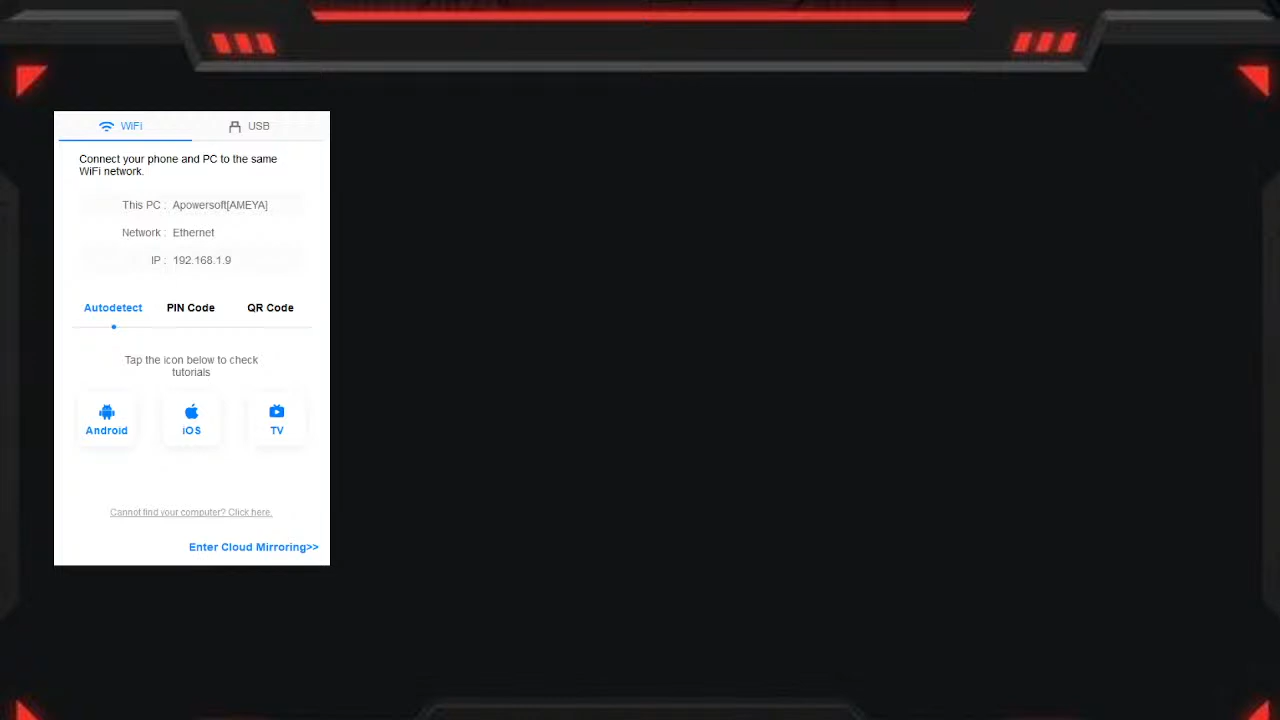 WiFi USB
Connect your phone and PC to the same
WiFi network.
This PC : Apowersoft[AMEYA]
Network : Ethernet
IP : 192.168.1.9
Autodetect PIN Code QR Code
Tap the icon below to check
tutorials
Android iOS TV
Cannot find your computer? Click here.
Enter Cloud Mirroring>>